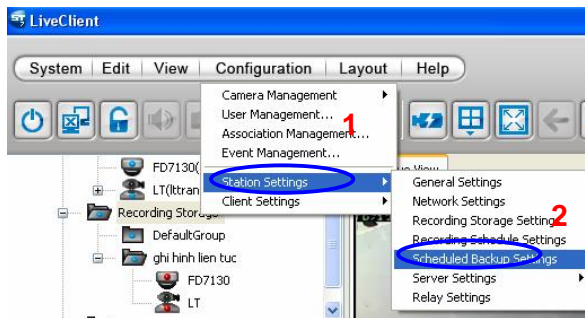 LiveClient
System Edit View Configuration Layout Help
Camera Management
User Management...
1
Association Management...
Event Management...
Station Settings
Client Settings
General Settings
Network Settings
Recording Storage Setting
2
Recording Schedule Settings
Scheduled Backup Settings
Server Settings
Relay Settings
FD7130(
LT(lttran
Recording Storage
DefaultGroup
ghi hinh lien tuc
FD7130
LT